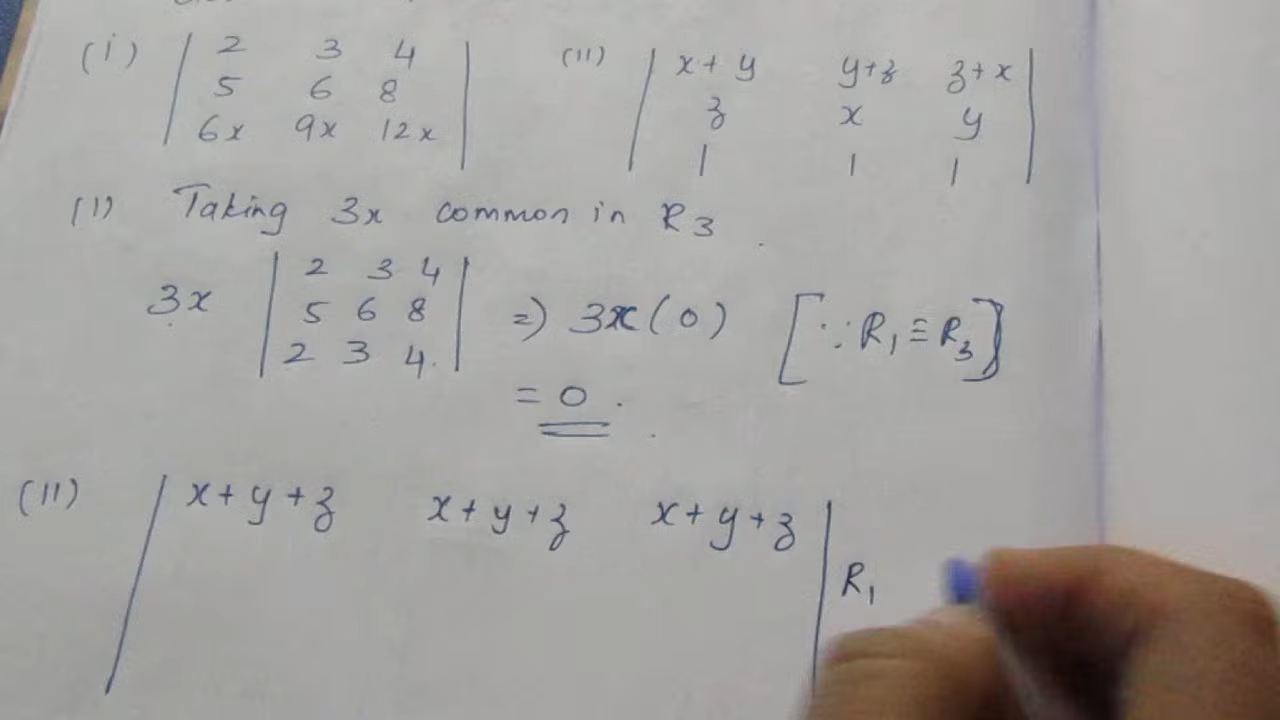 (i) | 2 3 4 | (ii) | x + y y+z z+x |
5 6 8 z x y
6x 9x 12x 1 1 1
(i) Taking 3x common in R3.
3x | 2 3 4 | => 3x(0) [∵ R₁ ≡ R₃]
5 6 8
2 3 4
= 0.
(ii) | x+y+z x+y+z x+y+z |
R₁